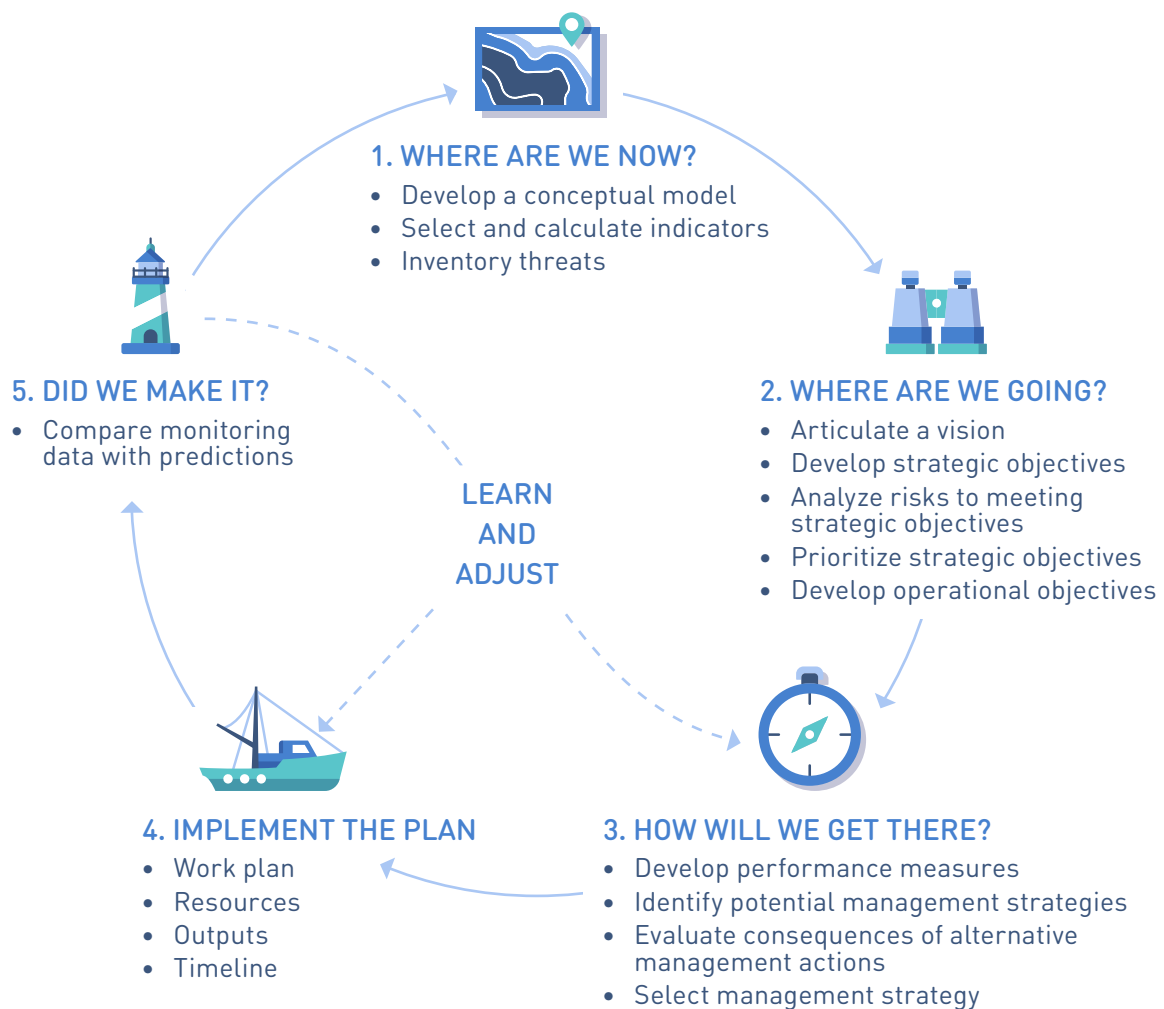 1. WHERE ARE WE NOW?
• Develop a conceptual model
• Select and calculate indicators
• Inventory threats
2. WHERE ARE WE GOING?
• Articulate a vision
• Develop strategic objectives
• Analyze risks to meeting
strategic objectives
• Prioritize strategic objectives
• Develop operational objectives
3. HOW WILL WE GET THERE?
• Develop performance measures
• Identify potential management strategies
• Evaluate consequences of alternative
management actions
• Select management strategy
4. IMPLEMENT THE PLAN
• Work plan
• Resources
• Outputs
• Timeline
5. DID WE MAKE IT?
• Compare monitoring
data with predictions
LEARN
AND
ADJUST